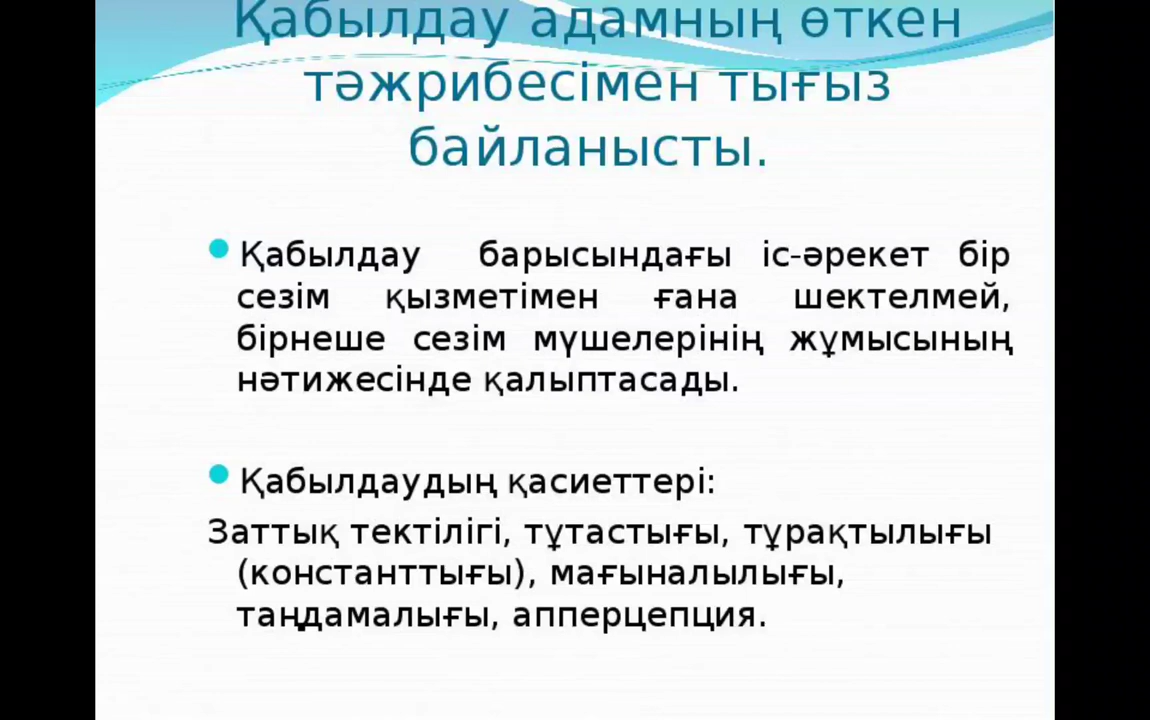 Қабылдау адамның өткен
тәжрибесімен тығыз
байланысты.
Қабылдау барысындағы іс-әрекет бір
сезім қызметімен ғана шектелмей,
бірнеше сезім мүшелерінің жұмысының
нәтижесінде қалыптасады.
Қабылдаудың қасиеттері:
Заттық тектілігі, тұтастығы, тұрақтылығы
(константтығы), мағыналылығы,
таңдамалығы, апперцепция.